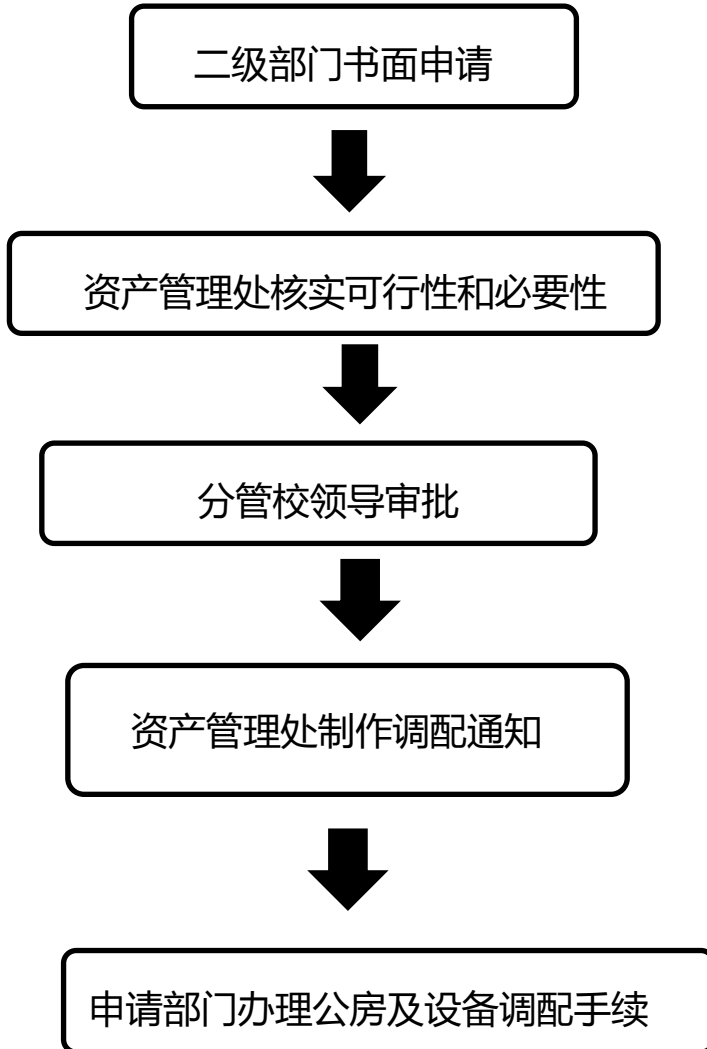 二级部门书面申请
资产管理处核实可行性和必要性
分管校领导审批
资产管理处制作调配通知
申请部门办理公房及设备调配手续